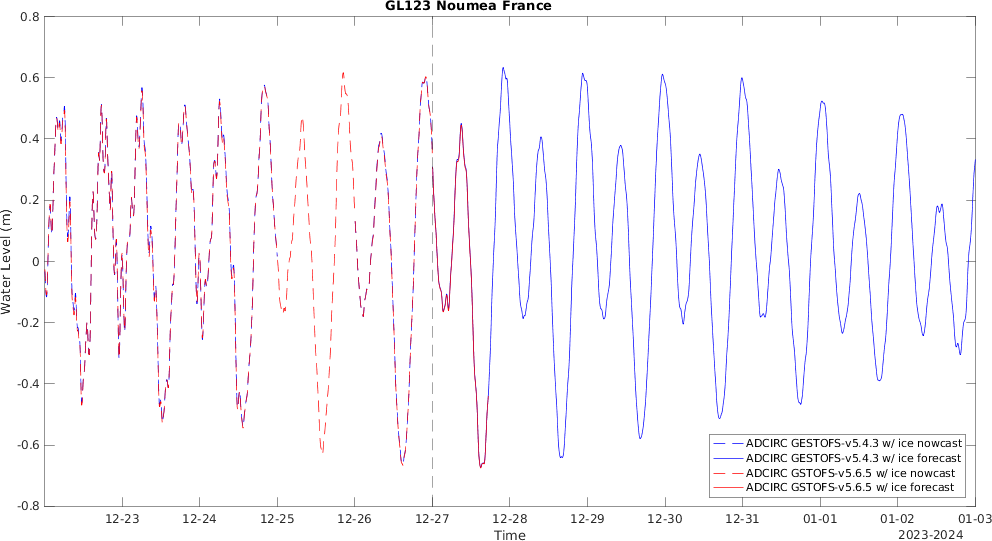 GL123 Noumea France
0.8
0.6
0.4
0.2
0
-0.2
-0.4
-0.6
-0.8
Water Level (m)
12-23 12-24 12-25 12-26 12-27 12-28 12-29 12-30 12-31 01-01 01-02 01-03
Time
2023-2024
ADCIRC GESTOFS-v5.4.3 w/ ice nowcast
ADCIRC GESTOFS-v5.4.3 w/ ice forecast
ADCIRC GSTOFS-v5.6.5 w/ ice nowcast
ADCIRC GSTOFS-v5.6.5 w/ ice forecast